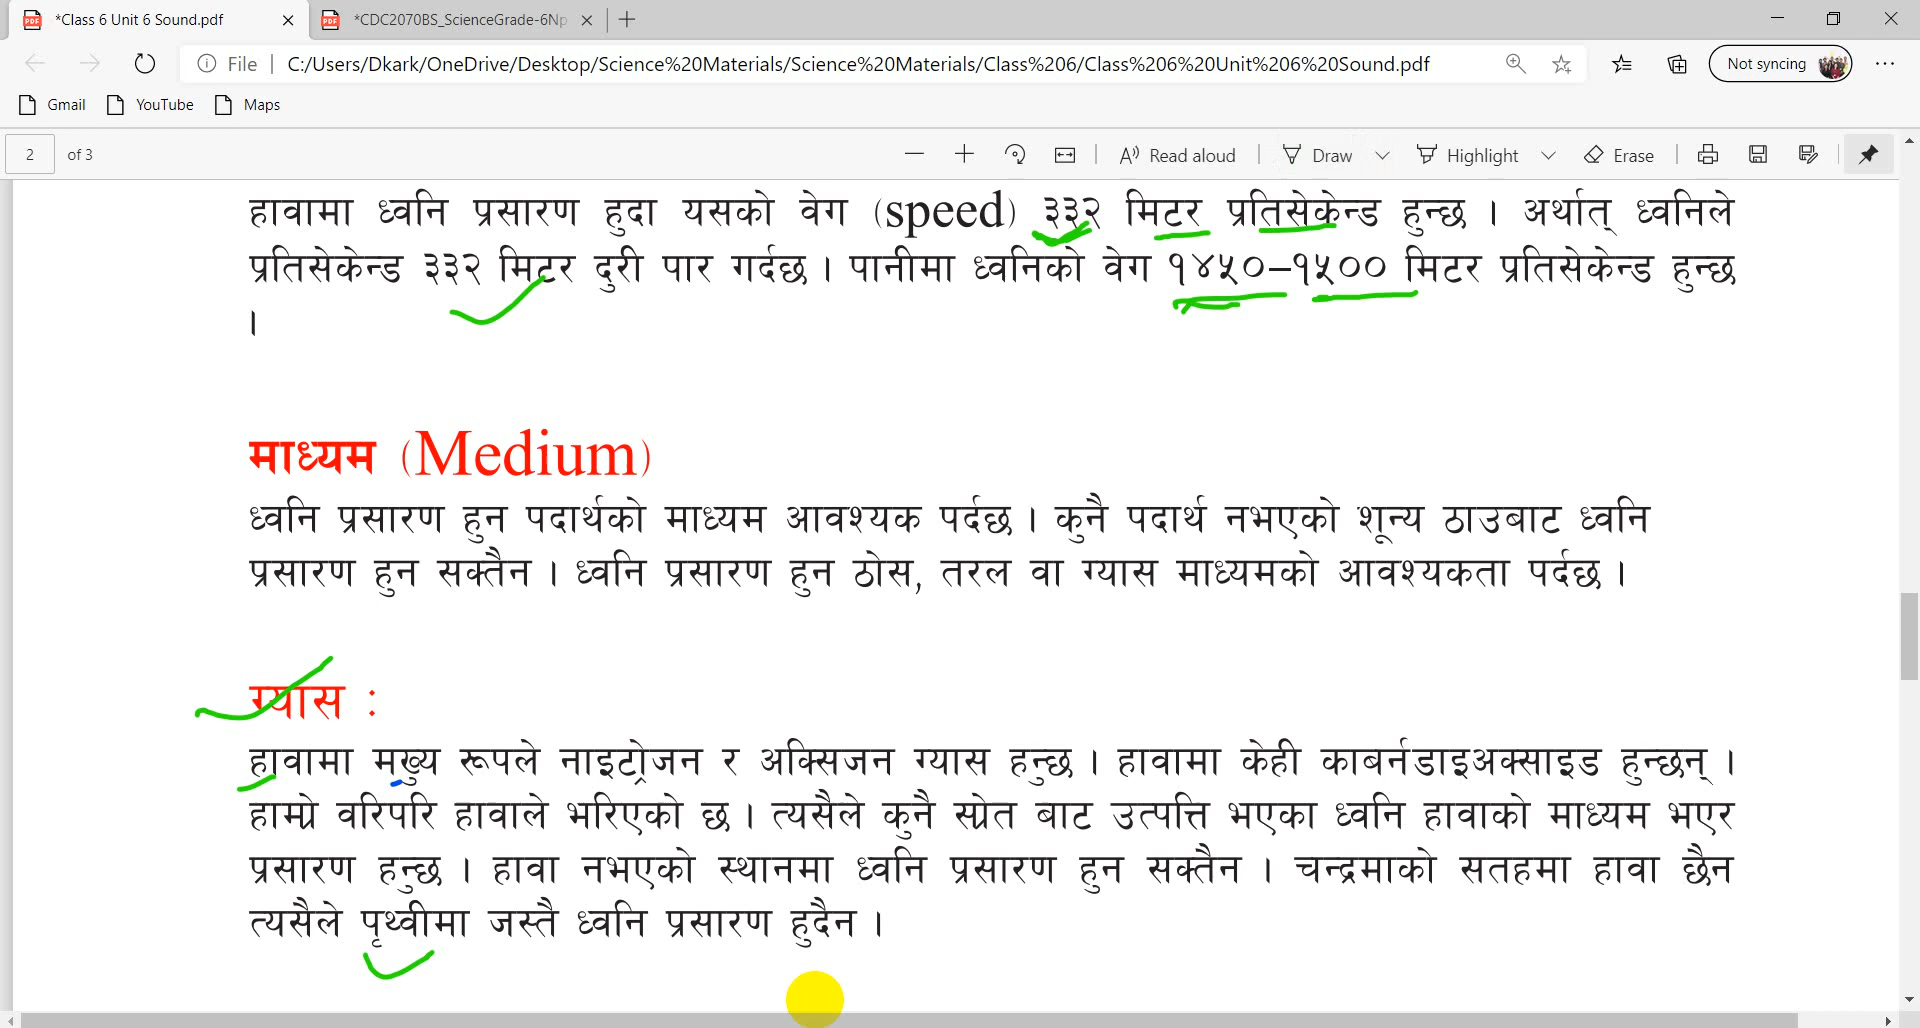 *Class 6 Unit 6 Sound.pdf
*CDC2070BS_ScienceGrade-6Np
File | C:/Users/Dkark/OneDrive/Desktop/Science%20Materials/Science%20Materials/Class%206/Class%206%20Unit%206%20Sound.pdf
Not syncing
Gmail YouTube Maps
2 of 3
Read aloud Draw Highlight Erase
हावामा ध्वनि प्रसारण हुदा यसको वेग (speed) ३३२ मिटर प्रतिसेकेन्ड हुन्छ । अर्थात् ध्वनिले
प्रतिसेकेन्ड ३३२ मिटर दुरी पार गर्दछ । पानीमा ध्वनिको वेग १४५०–१५०० मिटर प्रतिसेकेन्ड हुन्छ
।
माध्यम (Medium)
ध्वनि प्रसारण हुन पदार्थको माध्यम आवश्यक पर्दछ । कुनै पदार्थ नभएको शून्य ठाउबाट ध्वनि
प्रसारण हुन सक्तैन । ध्वनि प्रसारण हुन ठोस, तरल वा ग्यास माध्यमको आवश्यकता पर्दछ ।
ग्यास :
हावामा मुख्य रूपले नाइट्रोजन र अक्सिजन ग्यास हुन्छ । हावामा केही काबर्नडाइअक्साइड हुन्छन् ।
हाम्रो वरिपरि हावाले भरिएको छ । त्यसैले कुनै स्रोत बाट उत्पत्ति भएका ध्वनि हावाको माध्यम भएर
प्रसारण हुन्छ । हावा नभएको स्थानमा ध्वनि प्रसारण हुन सक्तैन । चन्द्रमाको सतहमा हावा छैन
त्यसैले पृथ्वीमा जस्तै ध्वनि प्रसारण हुदैन ।